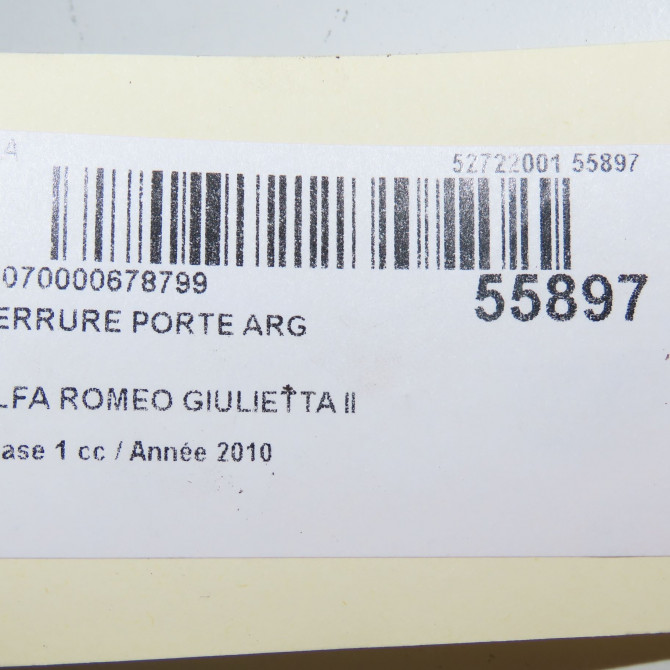 4
52722001 55897
070000678799
55897
ERRURE PORTE ARG
LFA ROMEO GIULIETTA II
ase 1 cc / Année 2010